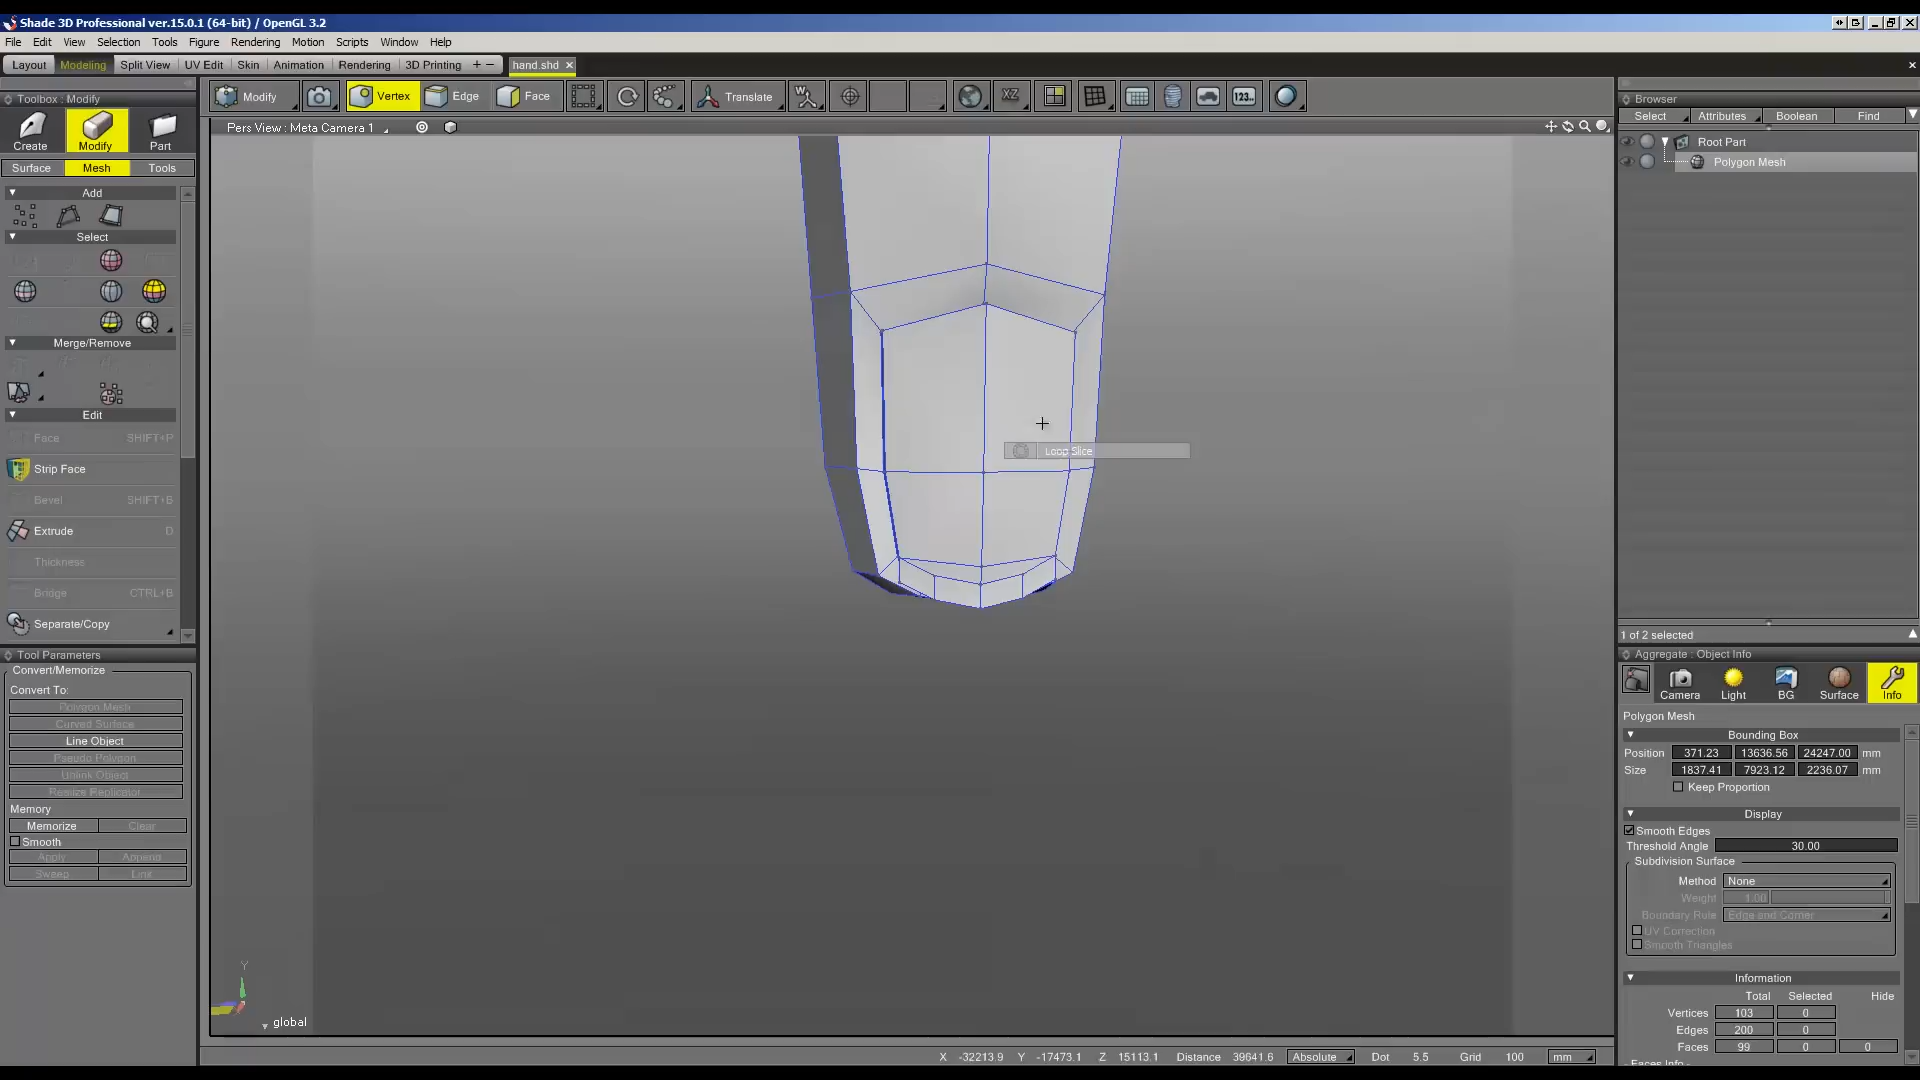 Shade 3D Professional ver.15.0.1 (64-bit) / OpenGL 3.2
File Edit View Selection Tools Figure Rendering Motion Scripts Window Help
Layout Modeling Split View UV Edit Skin Animation Rendering 3D Printing + − hand.shd ×
Toolbox : Modify
Create Modify Part
Surface Mesh Tools
Add
Select
Merge/Remove
Edit
Face SHIFT+P
Strip Face
Bevel SHIFT+B
Extrude D
Thickness
Bridge CTRL+B
Separate/Copy
Tool Parameters
Convert/Memorize
Convert To:
Polygon Mesh
Curved Surface
Line Object
Pseudo Polygon
Unlink Object
Resize Replicator
Memory
Memorize Clear
Smooth
Apply Append
Sweep Link
Modify Vertex Edge Face Translate W XZ 123..
Pers View : Meta Camera 1
Loop Slice
Y
global
X -32213.9 Y -17473.1 Z 15113.1 Distance 39641.6 Absolute Dot 5.5 Grid 100 mm
Browser
Select Attributes Boolean Find
Root Part
Polygon Mesh
1 of 2 selected
Aggregate : Object Info
Camera Light BG Surface Info
Polygon Mesh
Bounding Box
Position 371.23 13636.56 24247.00 mm
Size 1837.41 7923.12 2236.07 mm
Keep Proportion
Display
Smooth Edges
Threshold Angle 30.00
Subdivision Surface
Method None
Weight 1.00
Boundary Rule Edge and Corner
UV Correction
Smooth Triangles
Information
Total Selected Hide
Vertices 103 0
Edges 200 0
Faces 99 0 0
Faces Info